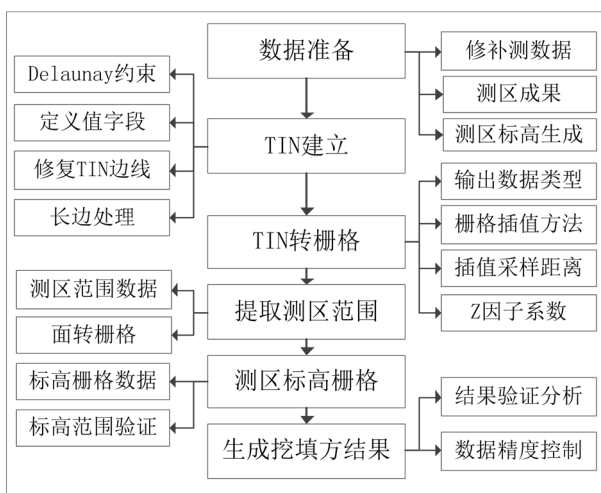 数据准备
修补测数据
测区成果
测区标高生成
Delaunay约束
定义值字段
修复TIN边线
长边处理
TIN建立
输出数据类型
栅格插值方法
插值采样距离
Z因子系数
TIN转栅格
测区范围数据
面转栅格
提取测区范围
标高栅格数据
标高范围验证
测区标高栅格
结果验证分析
数据精度控制
生成挖填方结果